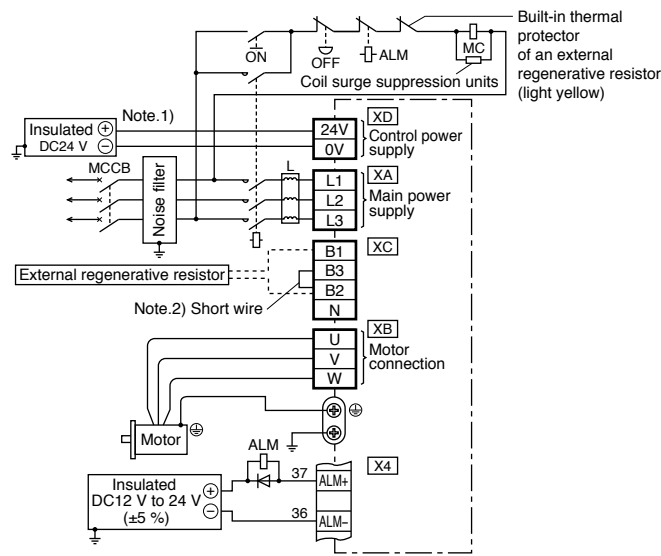 Built-in thermal
protector
of an external
regenerative resistor
(light yellow)
ON
OFF
ALM
MC
Coil surge suppression units
Note.1)
Insulated
DC24 V
+
−
XD
24V
0V
Control power
supply
MCCB
Noise filter
L
XA
L1
L2
L3
Main power
supply
XC
B1
B3
B2
N
External regenerative resistor
Note.2) Short wire
XB
U
V
W
Motor
connection
Motor
ALM
X4
Insulated
DC12 V to 24 V
(±5 %)
+
−
37
ALM+
36
ALM−